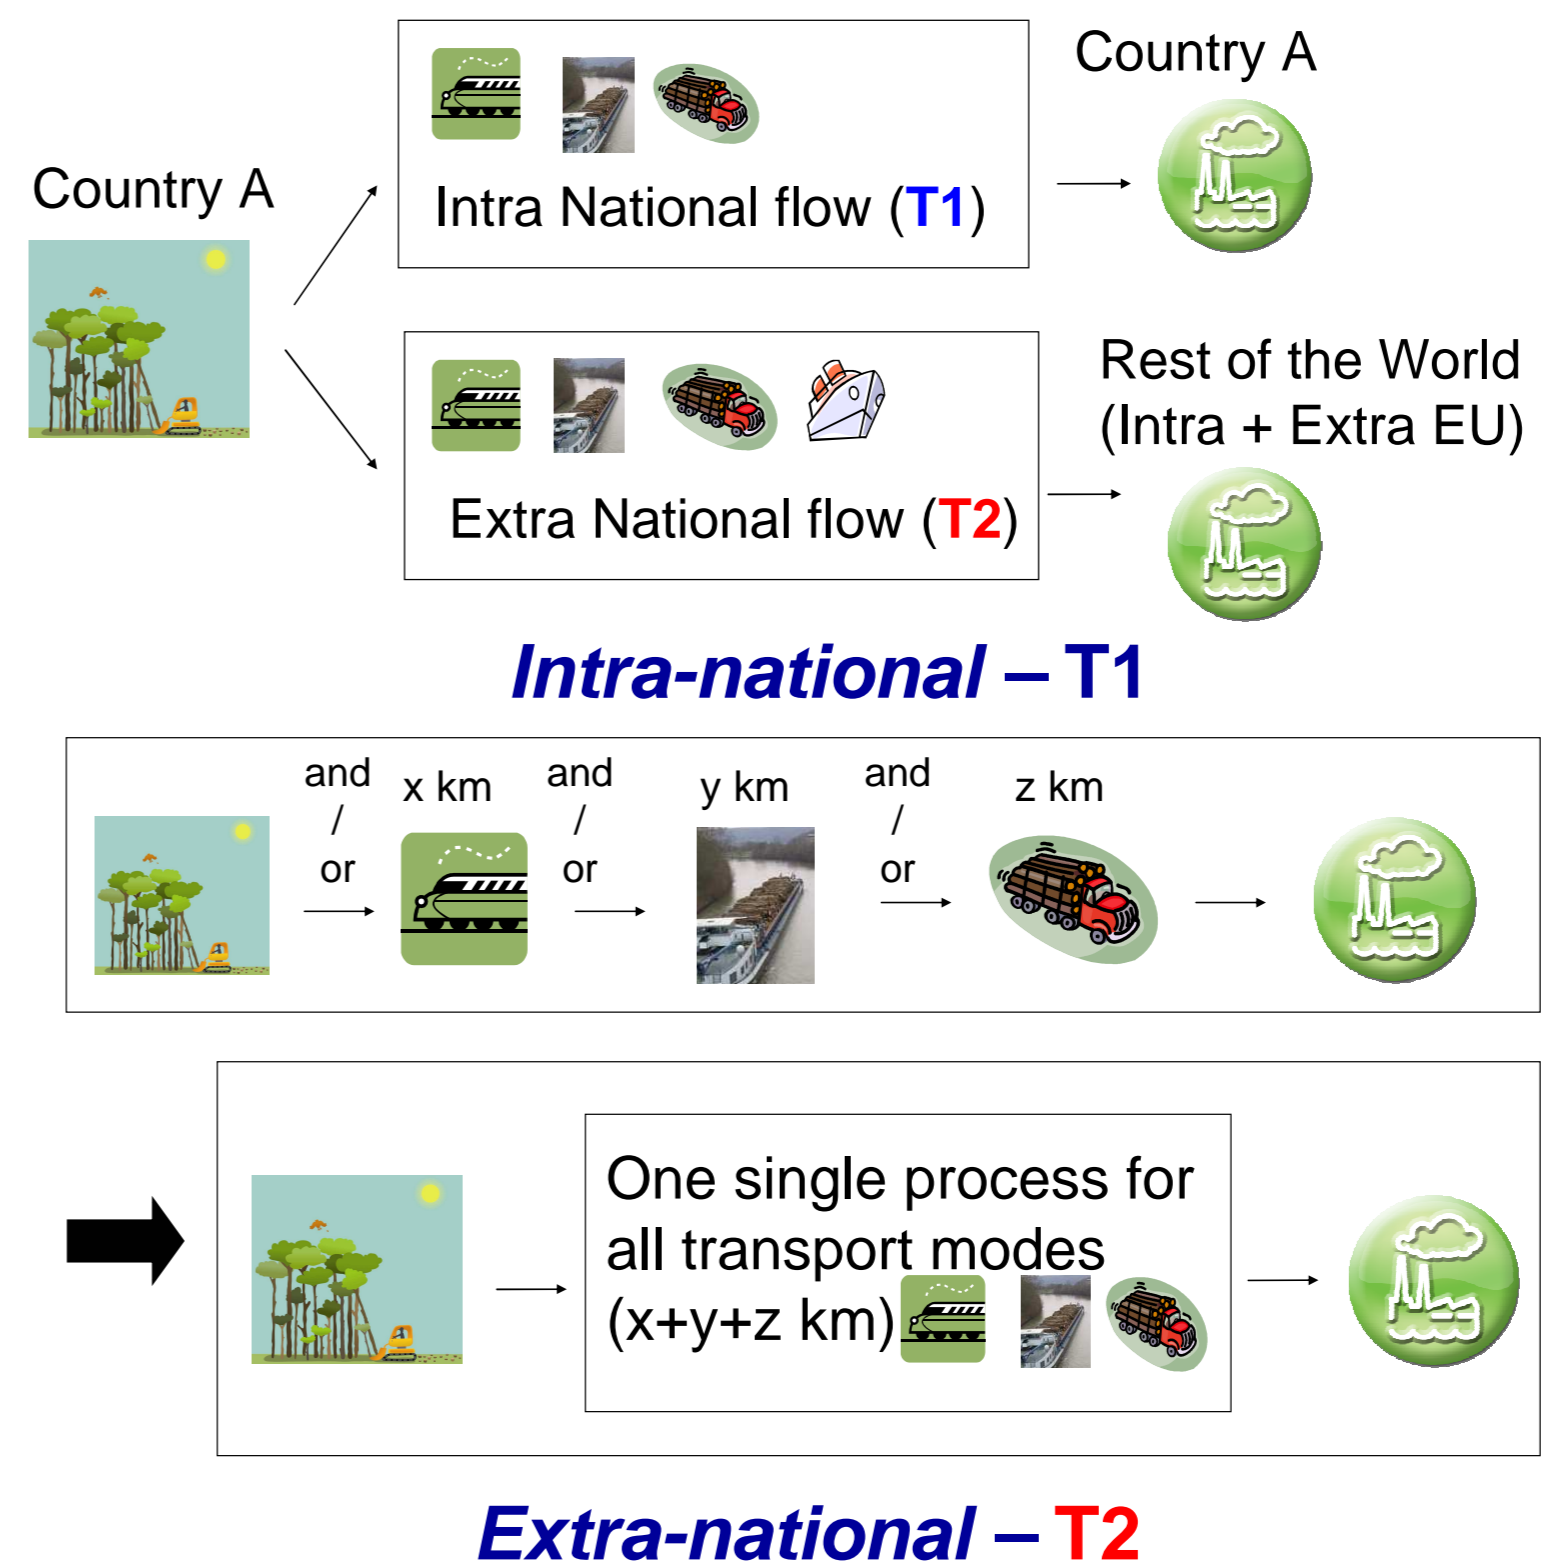 Country A
Intra National flow (T1)
Country A
Extra National flow (T2)
Rest of the World
(Intra + Extra EU)
Intra-national – T1
and
/
or
x km
and
/
or
y km
and
/
or
z km
One single process for
all transport modes
(x+y+z km)
Extra-national – T2